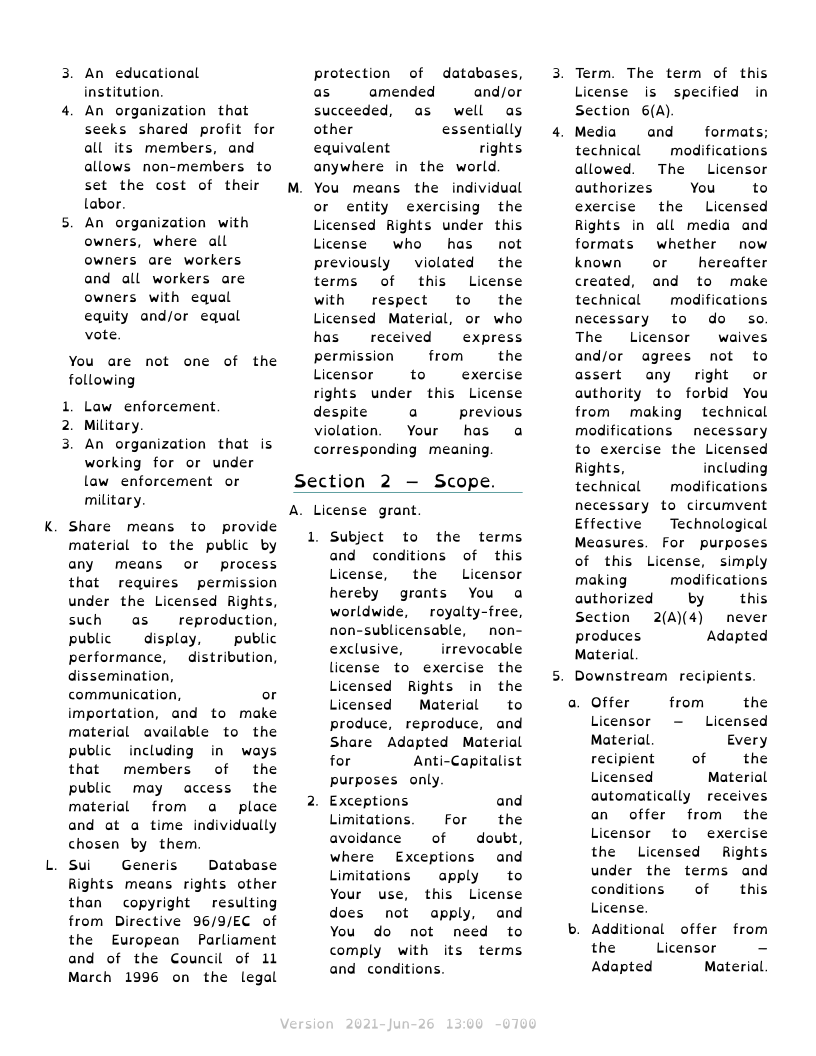 3. An educational
institution.
4. An organization that
seeks shared profit for
all its members, and
allows non-members to
set the cost of their
labor.
5. An organization with
owners, where all
owners are workers
and all workers are
owners with equal
equity and/or equal
vote.
You are not one of the
following
1. Law enforcement.
2. Military.
3. An organization that is
working for or under
law enforcement or
military.
K. Share means to provide
material to the public by
any means or process
that requires permission
under the Licensed Rights,
such as reproduction,
public display, public
performance, distribution,
dissemination,
communication, or
importation, and to make
material available to the
public including in ways
that members of the
public may access the
material from a place
and at a time individually
chosen by them.
L. Sui Generis Database
Rights means rights other
than copyright resulting
from Directive 96/9/EC of
the European Parliament
and of the Council of 11
March 1996 on the legal
protection of databases,
as amended and/or
succeeded, as well as
other essentially
equivalent rights
anywhere in the world.
M. You means the individual
or entity exercising the
Licensed Rights under this
License who has not
previously violated the
terms of this License
with respect to the
Licensed Material, or who
has received express
permission from the
Licensor to exercise
rights under this License
despite a previous
violation. Your has a
corresponding meaning.
Section 2 – Scope.
A. License grant.
1. Subject to the terms
and conditions of this
License, the Licensor
hereby grants You a
worldwide, royalty-free,
non-sublicensable, non-
exclusive, irrevocable
license to exercise the
Licensed Rights in the
Licensed Material to
produce, reproduce, and
Share Adapted Material
for Anti-Capitalist
purposes only.
2. Exceptions and
Limitations. For the
avoidance of doubt,
where Exceptions and
Limitations apply to
Your use, this License
does not apply, and
You do not need to
comply with its terms
and conditions.
3. Term. The term of this
License is specified in
Section 6(A).
4. Media and formats;
technical modifications
allowed. The Licensor
authorizes You to
exercise the Licensed
Rights in all media and
formats whether now
known or hereafter
created, and to make
technical modifications
necessary to do so.
The Licensor waives
and/or agrees not to
assert any right or
authority to forbid You
from making technical
modifications necessary
to exercise the Licensed
Rights, including
technical modifications
necessary to circumvent
Effective Technological
Measures. For purposes
of this License, simply
making modifications
authorized by this
Section 2(A)(4) never
produces Adapted
Material.
5. Downstream recipients.
a. Offer from the
Licensor – Licensed
Material. Every
recipient of the
Licensed Material
automatically receives
an offer from the
Licensor to exercise
the Licensed Rights
under the terms and
conditions of this
License.
b. Additional offer from
the Licensor –
Adapted Material.
Version 2021-Jun-26 13:00 -0700